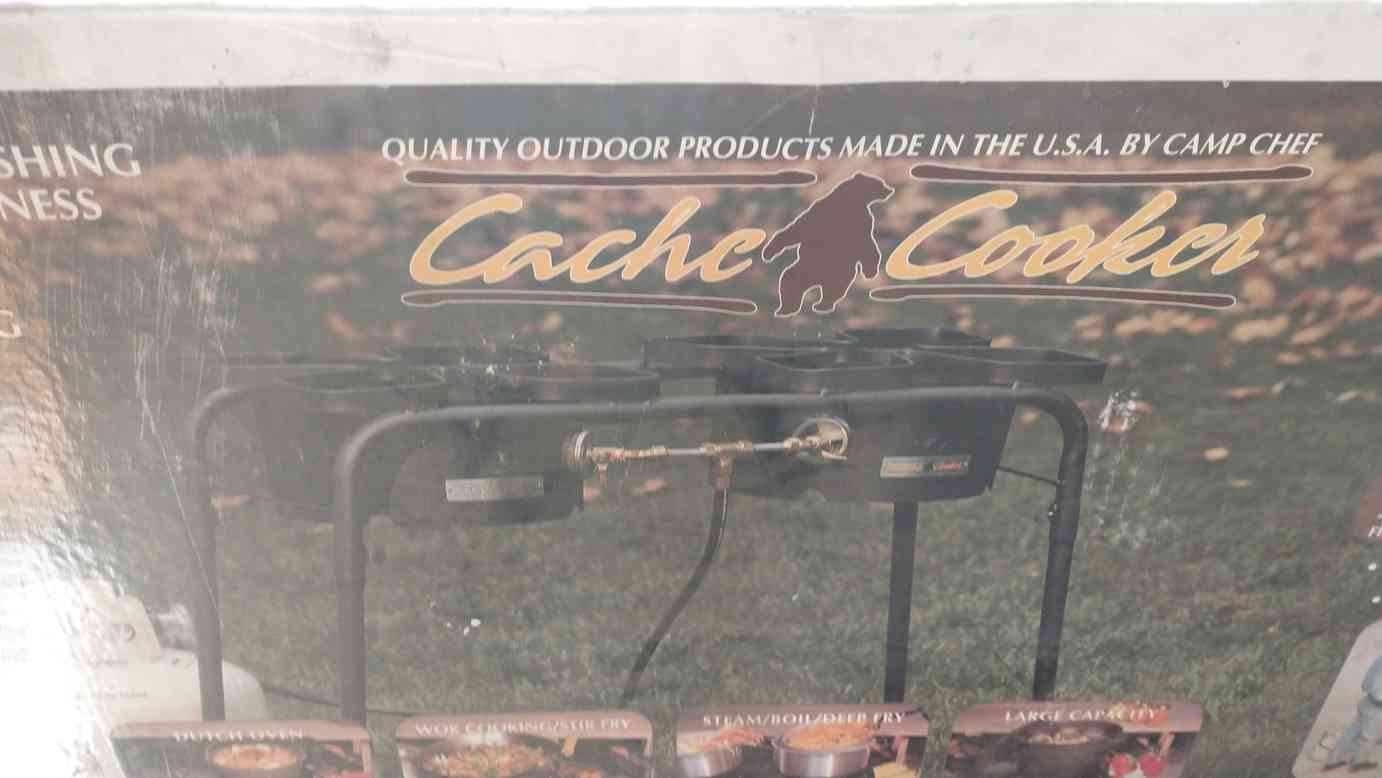 QUALITY OUTDOOR PRODUCTS MADE IN THE U.S.A. BY CAMP CHEF
SHING
NESS
Cache Cooker
G
DUTCH OVEN
WOK COOKING/STIR FRY
STEAM/BOIL/DEEP FRY
LARGE CAPACITY